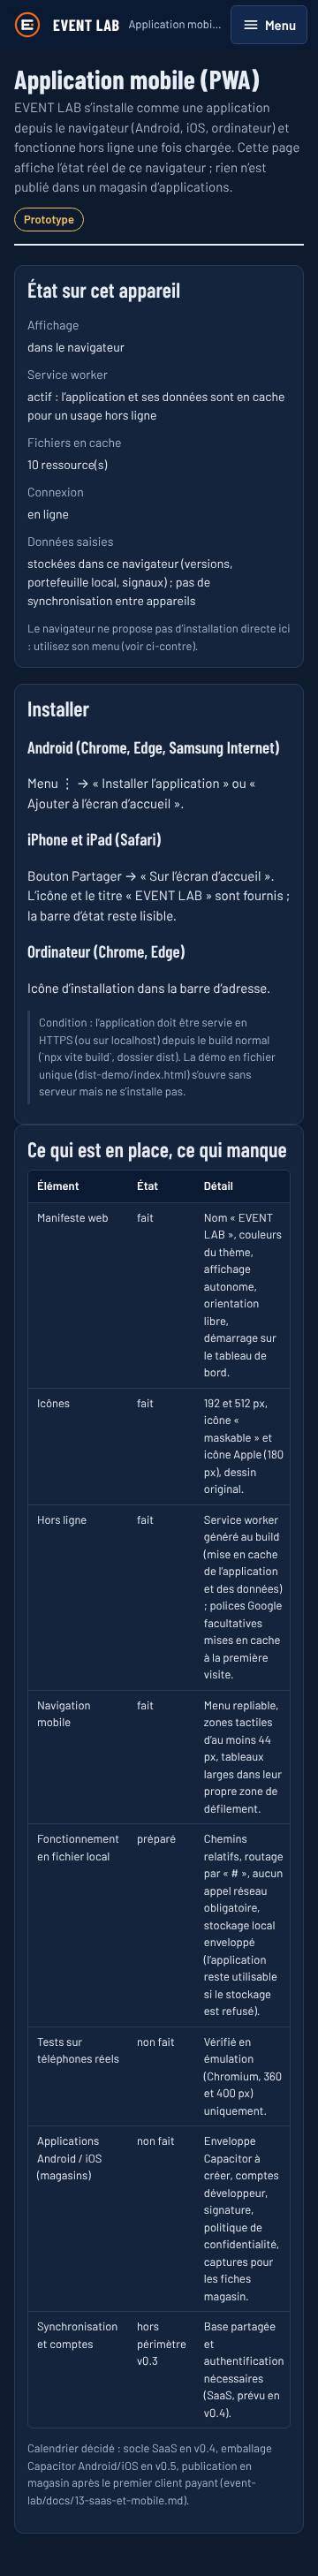 EVENT LAB Application mobi... Menu
Application mobile (PWA)
EVENT LAB s’installe comme une application
depuis le navigateur (Android, iOS, ordinateur) et
fonctionne hors ligne une fois chargée. Cette page
affiche l’état réel de ce navigateur ; rien n’est
publié dans un magasin d’applications.
Prototype
État sur cet appareil
Affichage
dans le navigateur
Service worker
actif : l’application et ses données sont en cache
pour un usage hors ligne
Fichiers en cache
10 ressource(s)
Connexion
en ligne
Données saisies
stockées dans ce navigateur (versions,
portefeuille local, signaux) ; pas de
synchronisation entre appareils
Le navigateur ne propose pas d’installation directe ici
: utilisez son menu (voir ci-contre).
Installer
Android (Chrome, Edge, Samsung Internet)
Menu ⋮ → « Installer l’application » ou «
Ajouter à l’écran d’accueil ».
iPhone et iPad (Safari)
Bouton Partager → « Sur l’écran d’accueil ».
L’icône et le titre « EVENT LAB » sont fournis ;
la barre d’état reste lisible.
Ordinateur (Chrome, Edge)
Icône d’installation dans la barre d’adresse.
Condition : l’application doit être servie en
HTTPS (ou sur localhost) depuis le build normal
(`npx vite build`, dossier dist). La démo en fichier
unique (dist-demo/index.html) s’ouvre sans
serveur mais ne s’installe pas.
Ce qui est en place, ce qui manque
Élément État Détail
Manifeste web fait Nom « EVENT
LAB », couleurs
du thème,
affichage
autonome,
orientation
libre,
démarrage sur
le tableau de
bord.
Icônes fait 192 et 512 px,
icône «
maskable » et
icône Apple (180
px), dessin
original.
Hors ligne fait Service worker
généré au build
(mise en cache
de l’application
et des données)
; polices Google
facultatives
mises en cache
à la première
visite.
Navigation fait Menu repliable,
mobile zones tactiles
d’au moins 44
px, tableaux
larges dans leur
propre zone de
défilement.
Fonctionnement préparé Chemins
en fichier local relatifs, routage
par « # », aucun
appel réseau
obligatoire,
stockage local
enveloppé
(l’application
reste utilisable
si le stockage
est refusé).
Tests sur non fait Vérifié en
téléphones réels émulation
(Chromium, 360
et 400 px)
uniquement.
Applications non fait Enveloppe
Android / iOS Capacitor à
(magasins) créer, comptes
développeur,
signature,
politique de
confidentialité,
captures pour
les fiches
magasin.
Synchronisation hors Base partagée
et comptes périmètre et
v0.3 authentification
nécessaires
(SaaS, prévu en
v0.4).
Calendrier décidé : socle SaaS en v0.4, emballage
Capacitor Android/iOS en v0.5, publication en
magasin après le premier client payant (event-
lab/docs/13-saas-et-mobile.md).